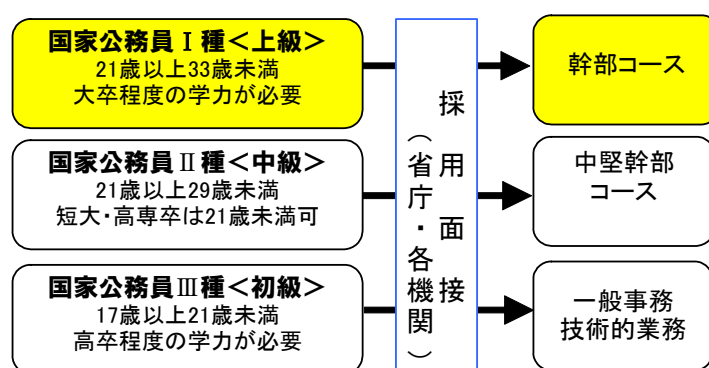 国家公務員Ⅰ種＜上級＞
21歳以上33歳未満
大卒程度の学力が必要
国家公務員Ⅱ種＜中級＞
21歳以上29歳未満
短大・高専卒は21歳未満可
国家公務員Ⅲ種＜初級＞
17歳以上21歳未満
高卒程度の学力が必要
採用面接
（省庁・各機関）
幹部コース
中堅幹部
コース
一般事務
技術的業務